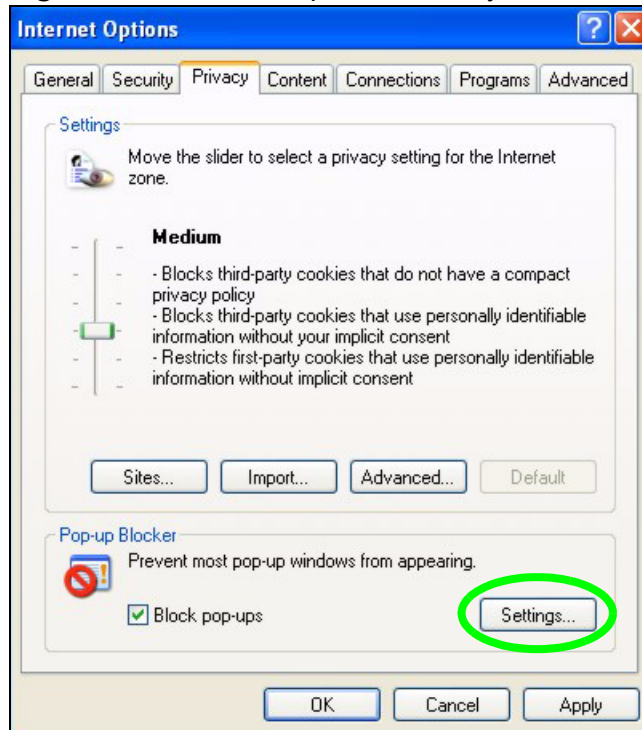 Internet Options
General Security Privacy Content Connections Programs Advanced
Settings
Move the slider to select a privacy setting for the Internet
zone.
Medium
- Blocks third-party cookies that do not have a compact
privacy policy
- Blocks third-party cookies that use personally identifiable
information without your implicit consent
- Restricts first-party cookies that use personally identifiable
information without implicit consent
Sites... Import... Advanced... Default
Pop-up Blocker
Prevent most pop-up windows from appearing.
Block pop-ups Settings...
OK Cancel Apply